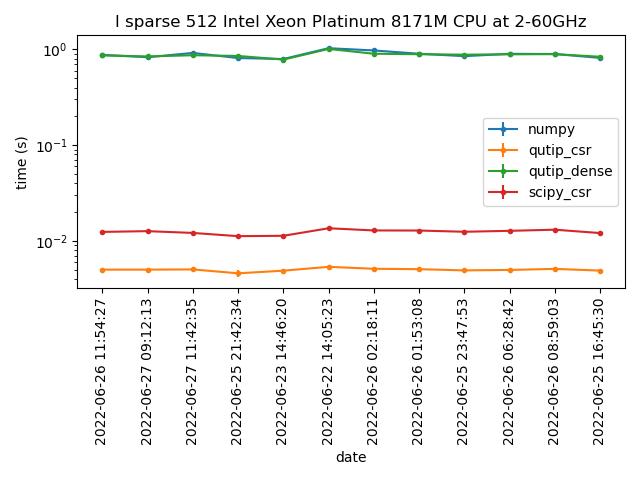 l sparse 512 Intel Xeon Platinum 8171M CPU at 2-60GHz
time (s)
10⁰
10⁻¹
10⁻²
numpy
qutip_csr
qutip_dense
scipy_csr
2022-06-26 11:54:27
2022-06-27 09:12:13
2022-06-27 11:42:35
2022-06-25 21:42:34
2022-06-23 14:46:20
2022-06-22 14:05:23
2022-06-26 02:18:11
2022-06-26 01:53:08
2022-06-25 23:47:53
2022-06-26 06:28:42
2022-06-26 08:59:03
2022-06-25 16:45:30
date